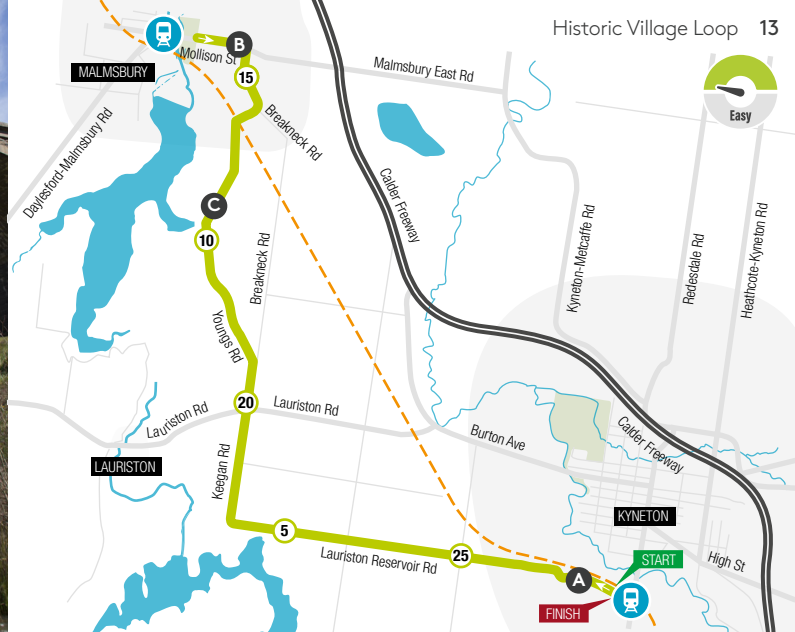 Historic Village Loop 13
Easy
MALMSBURY
Mollison St
B
15
Malmsbury East Rd
Breakneck Rd
Daylesford-Malmsbury Rd
C
10
Calder Freeway
Breakneck Rd
Kyneton-Metcalfe Rd
Redesdale Rd
Heathcote-Kyneton Rd
Youngs Rd
20
Lauriston Rd
Lauriston Rd
Burton Ave
Calder Freeway
LAURISTON
Keegan Rd
KYNETON
5
Lauriston Reservoir Rd
25
High St
START
A
FINISH